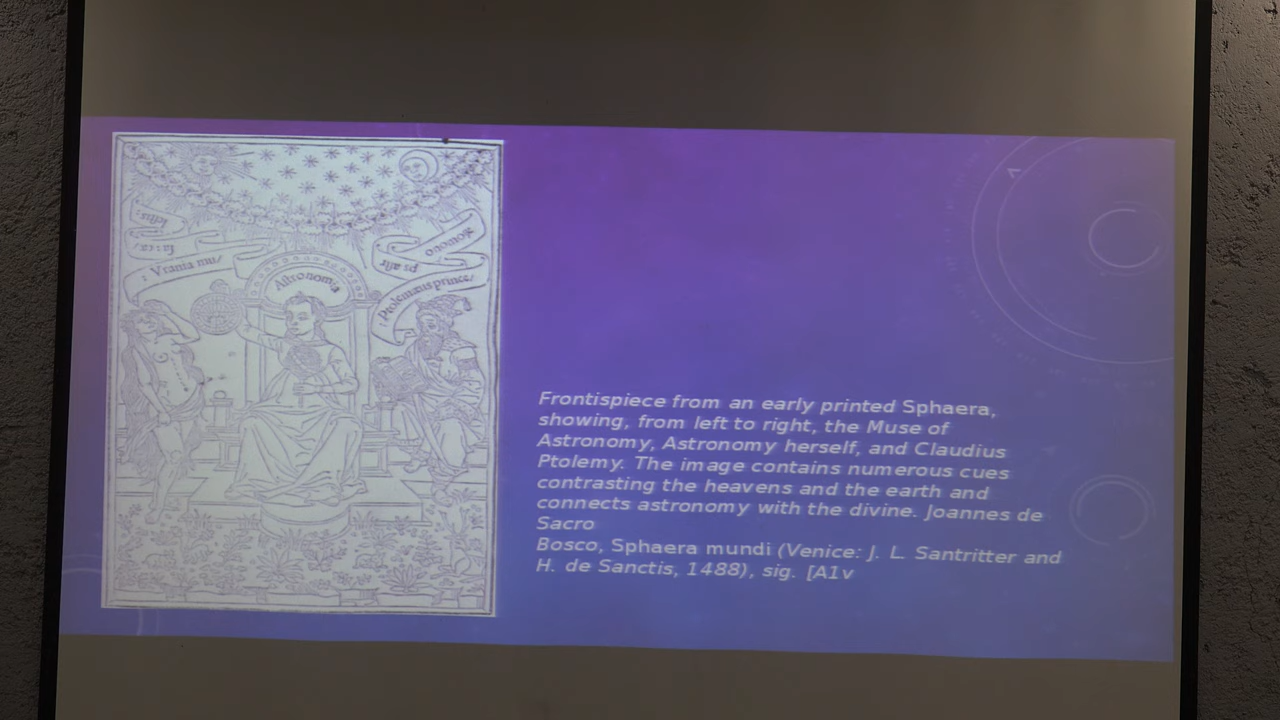 Astronomia
: Vrania mu/
: Ptolemæus prince/
Frontispiece from an early printed Sphaera,
showing, from left to right, the Muse of
Astronomy, Astronomy herself, and Claudius
Ptolemy. The image contains numerous cues
contrasting the heavens and the earth and
connects astronomy with the divine. Joannes de
Sacro
Bosco, Sphaera mundi (Venice: J. L. Santritter and
H. de Sanctis, 1488), sig. [A1v